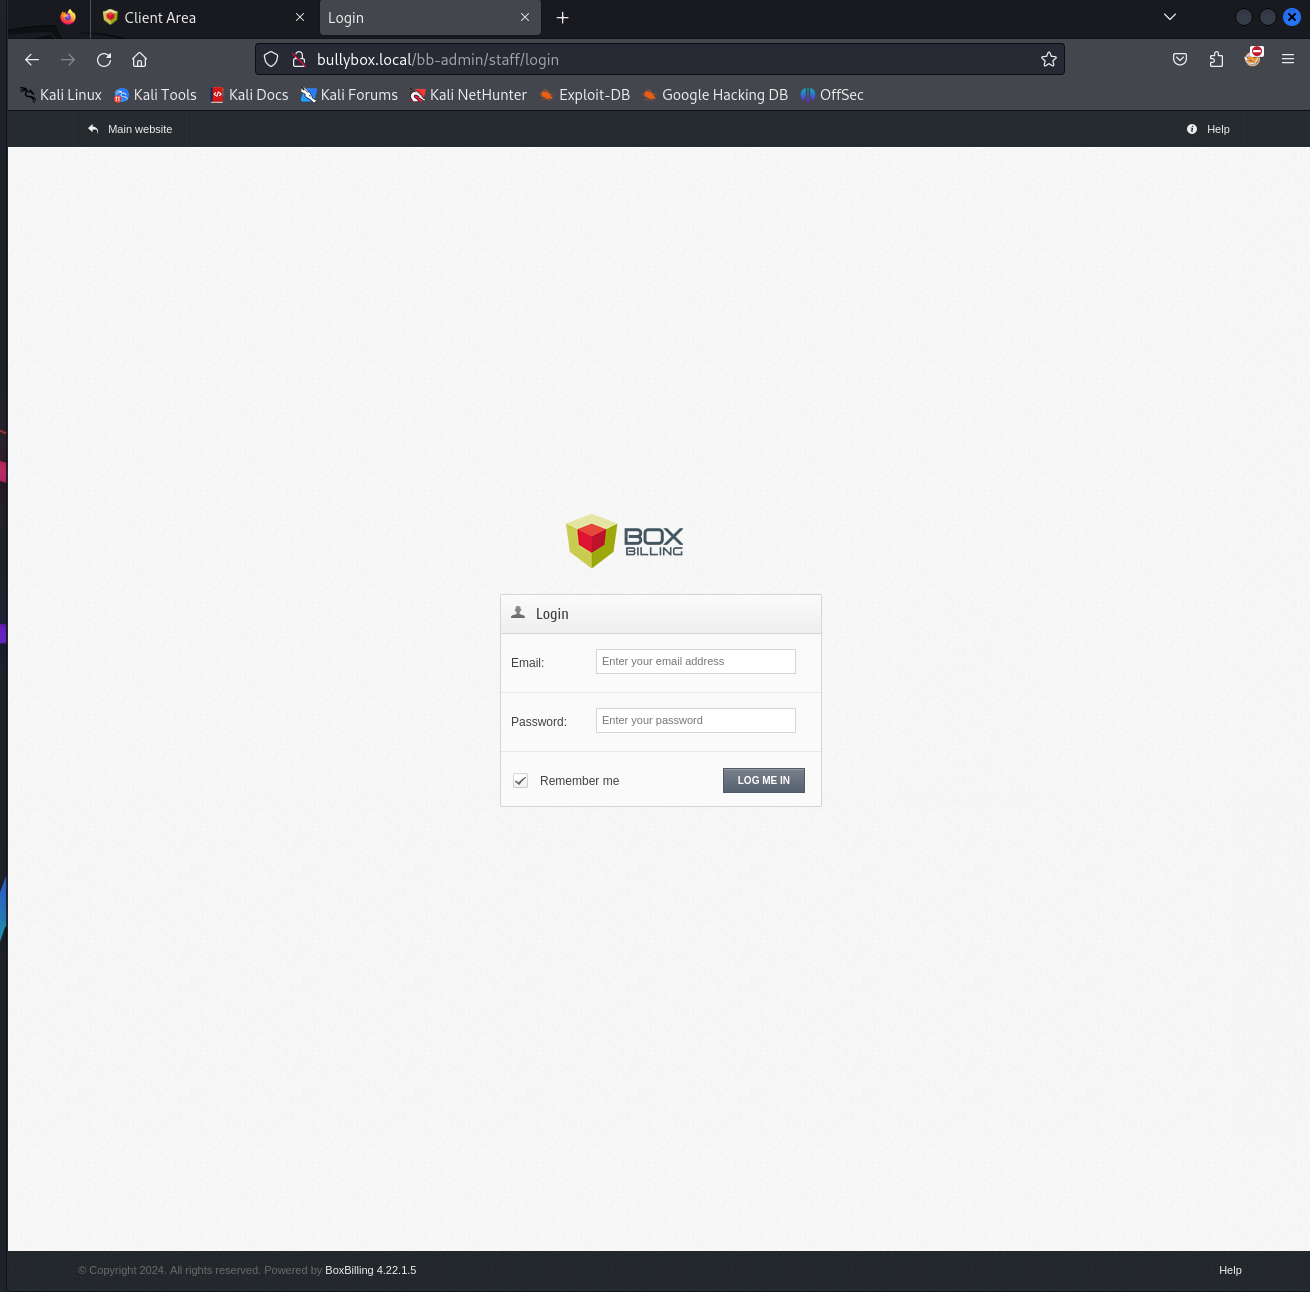 Client Area
Login
bullybox.local/bb-admin/staff/login
Kali Linux Kali Tools Kali Docs Kali Forums Kali NetHunter Exploit-DB Google Hacking DB OffSec
Main website Help
BOX
BILLING
Login
Email: Enter your email address
Password: Enter your password
Remember me LOG ME IN
© Copyright 2024. All rights reserved. Powered by BoxBilling 4.22.1.5 Help